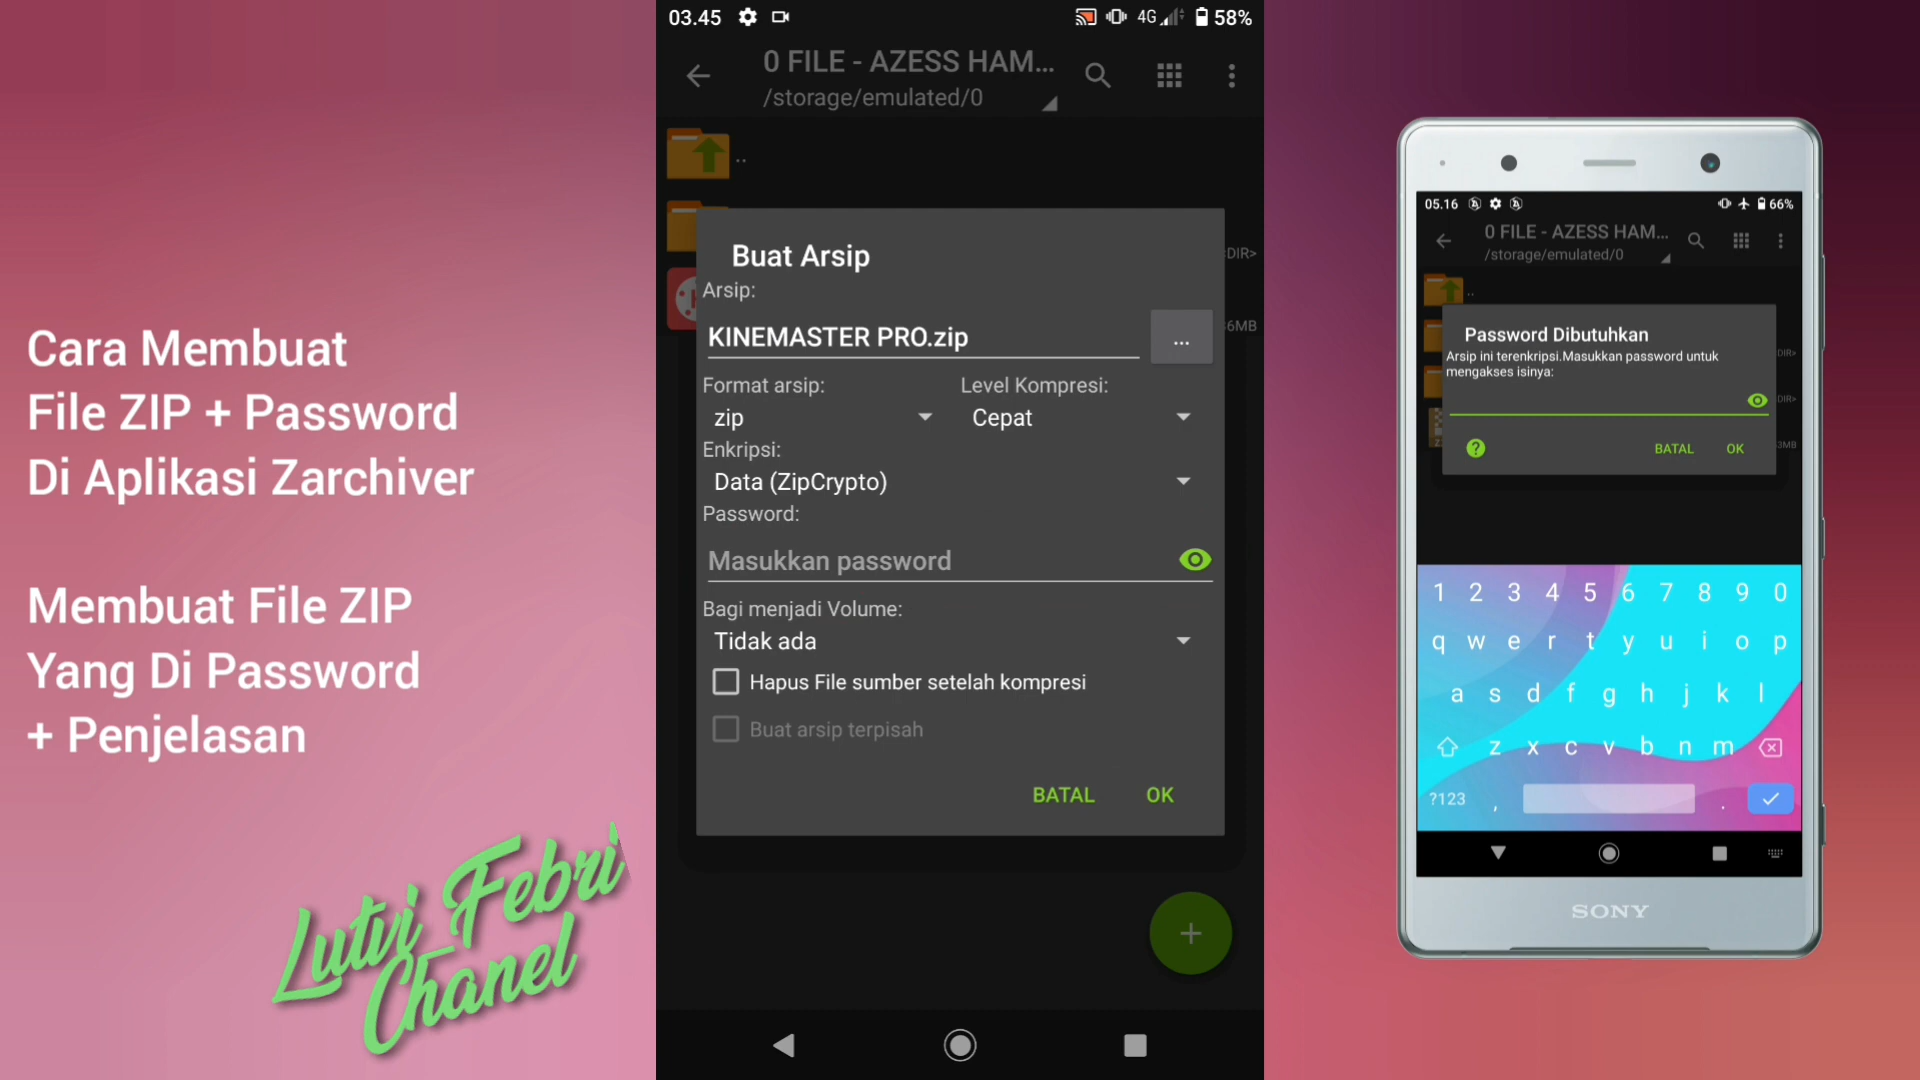 Cara Membuat
File ZIP + Password
Di Aplikasi Zarchiver
Membuat File ZIP
Yang Di Password
+ Penjelasan
Lutvi Febri
Chanel
03.45
4G
58%
0 FILE - AZESS HAM...
/storage/emulated/0
..
DIR>
6MB
Buat Arsip
Arsip:
KINEMASTER PRO.zip
...
Format arsip:
Level Kompresi:
zip
Cepat
Enkripsi:
Data (ZipCrypto)
Password:
Masukkan password
Bagi menjadi Volume:
Tidak ada
Hapus File sumber setelah kompresi
Buat arsip terpisah
BATAL
OK
05.16
66%
0 FILE - AZESS HAM...
/storage/emulated/0
..
DIR>
DIR>
3MB
Password Dibutuhkan
Arsip ini terenkripsi.Masukkan password untuk
mengakses isinya:
?
BATAL
OK
1 2 3 4 5 6 7 8 9 0
q w e r t y u i o p
a s d f g h j k l
z x c v b n m
?123 , .
SONY